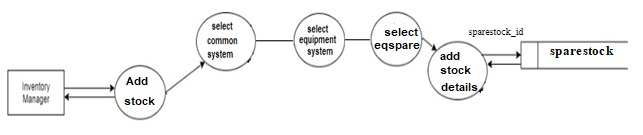 Inventory
Manager
Add
stock
select
common
system
select
equipment
system
select
eqspare
add
stock
details
sparestock_id
sparestock